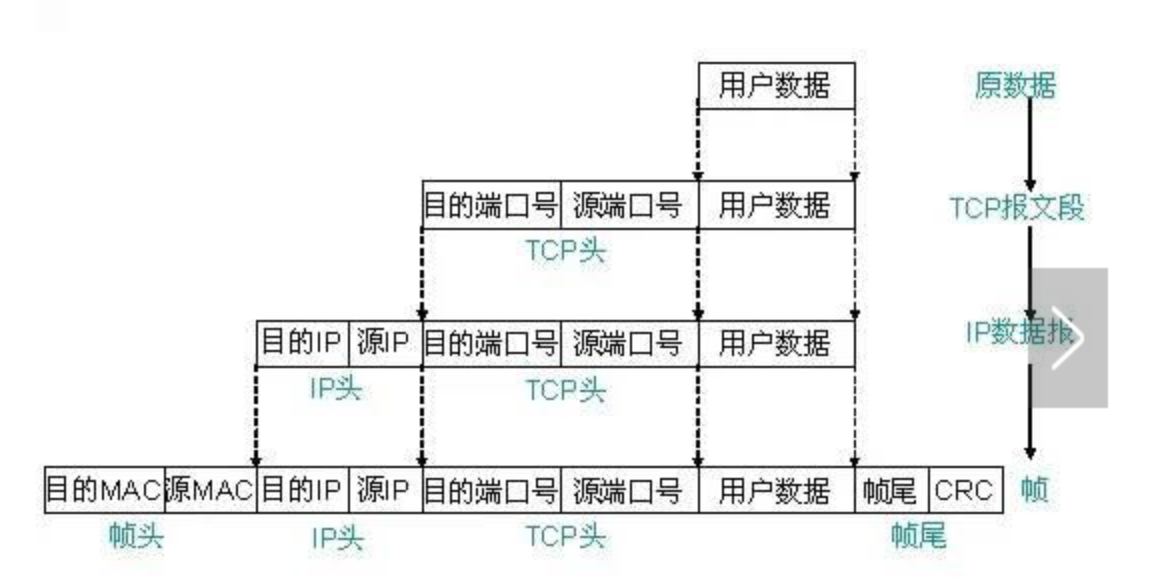 用户数据 原数据
目的端口号 源端口号 用户数据 TCP报文段
TCP头
目的IP 源IP 目的端口号 源端口号 用户数据 IP数据报
IP头 TCP头
目的MAC 源MAC 目的IP 源IP 目的端口号 源端口号 用户数据 帧尾 CRC 帧
帧头 IP头 TCP头 帧尾